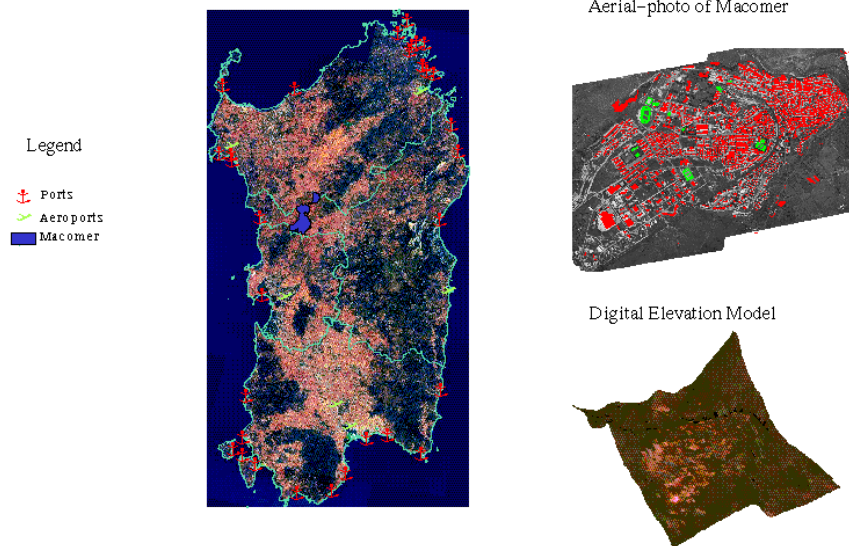 Aerial-photo of Macomer
Legend
Ports
Aeroports
Macomer
Digital Elevation Model